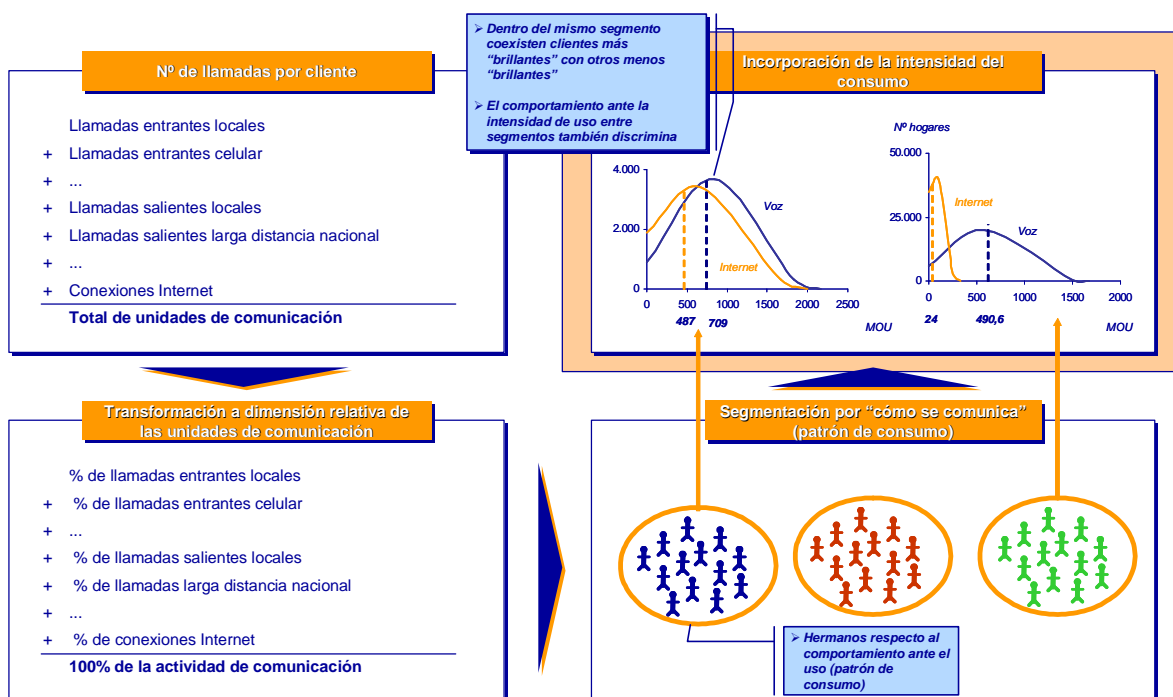 Nº de llamadas por cliente
Llamadas entrantes locales
+ Llamadas entrantes celular
+ ...
+ Llamadas salientes locales
+ Llamadas salientes larga distancia nacional
+ ...
+ Conexiones Internet
Total de unidades de comunicación
➢ Dentro del mismo segmento
coexisten clientes más
"brillantes" con otros menos
"brillantes"
➢ El comportamiento ante la
intensidad de uso entre
segmentos también discrimina
Incorporación de la intensidad del
consumo
4.000
2.000
0
Voz
Internet
0 500 1000 1500 2000 2500
487 709
MOU
Nº hogares
50.000
25.000
0
Internet
Voz
0 500 1000 1500 2000
24 490,6
MOU
Transformación a dimensión relativa de
las unidades de comunicación
% de llamadas entrantes locales
+ % de llamadas entrantes celular
+ ...
+ % de llamadas salientes locales
+ % de llamadas larga distancia nacional
+ ...
+ % de conexiones Internet
100% de la actividad de comunicación
Segmentación por "cómo se comunica"
(patrón de consumo)
➢ Hermanos respecto al
comportamiento ante el
uso (patrón de
consumo)